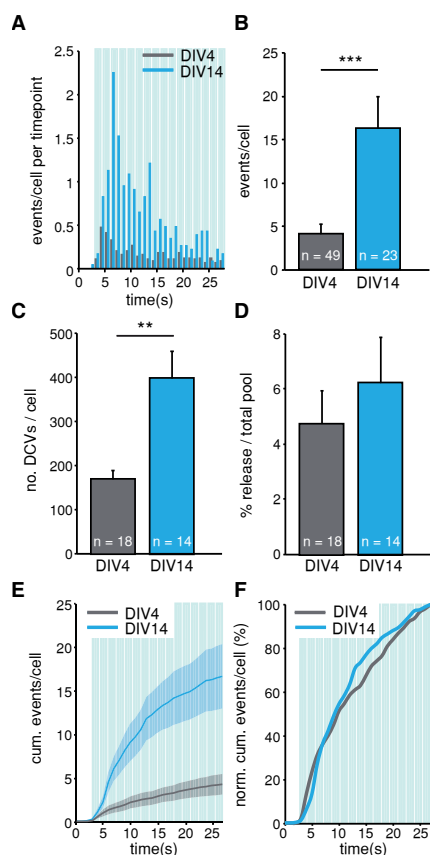 A
events/cell per timepoint
2.5
2
1.5
1
0.5
0
DIV4
DIV14
5 10 15 20 25
time(s)
B
events/cell
25
20
15
10
5
0
***
n = 49
n = 23
DIV4 DIV14
C
no. DCVs / cell
500
400
300
200
100
0
**
n = 18
n = 14
DIV4 DIV14
D
% release / total pool
8
6
4
2
0
n = 18
n = 14
DIV4 DIV14
E
cum. events/cell
25
20
15
10
5
0
DIV4
DIV14
0 5 10 15 20 25
time(s)
F
norm. cum. events/cell (%)
100
80
60
40
20
0
DIV4
DIV14
0 5 10 15 20 25
time(s)